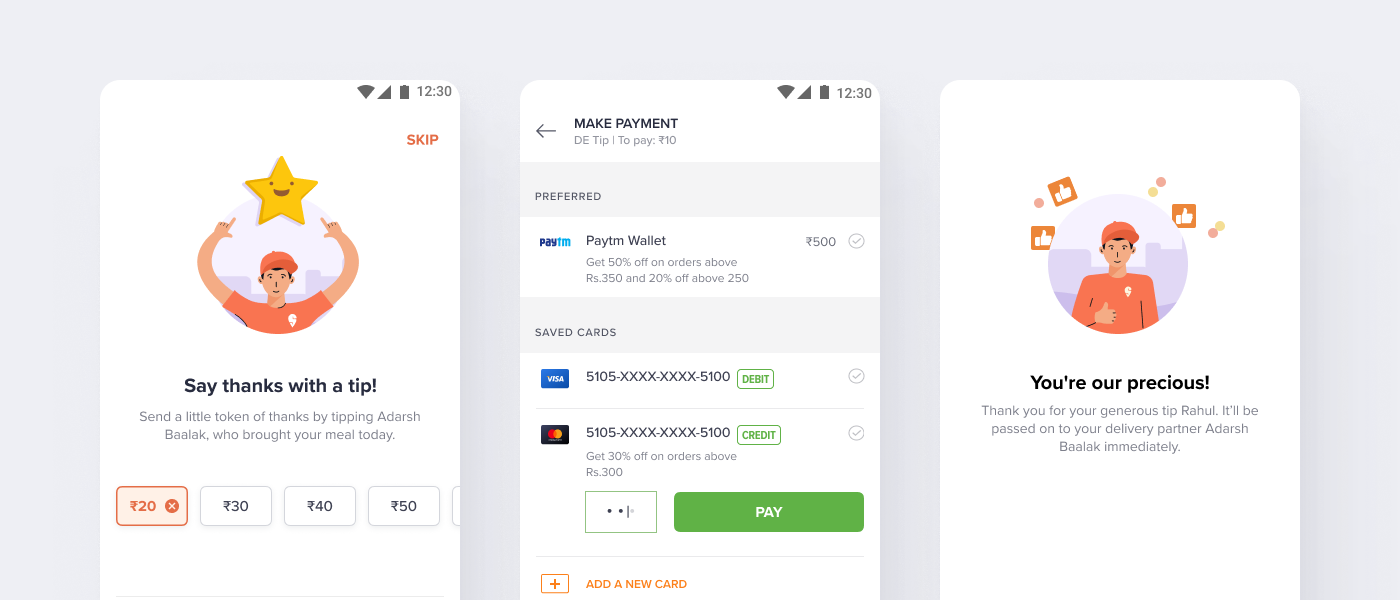 12:30
SKIP
Say thanks with a tip!
Send a little token of thanks by tipping Adarsh
Baalak, who brought your meal today.
₹20
₹30
₹40
₹50
12:30
MAKE PAYMENT
DE Tip | To pay: ₹10
PREFERRED
paytm
Paytm Wallet
₹500
Get 50% off on orders above
Rs.350 and 20% off above 250
SAVED CARDS
VISA
5105-XXXX-XXXX-5100
DEBIT
5105-XXXX-XXXX-5100
CREDIT
Get 30% off on orders above
Rs.300
PAY
ADD A NEW CARD
You're our precious!
Thank you for your generous tip Rahul. It'll be
passed on to your delivery partner Adarsh
Baalak immediately.